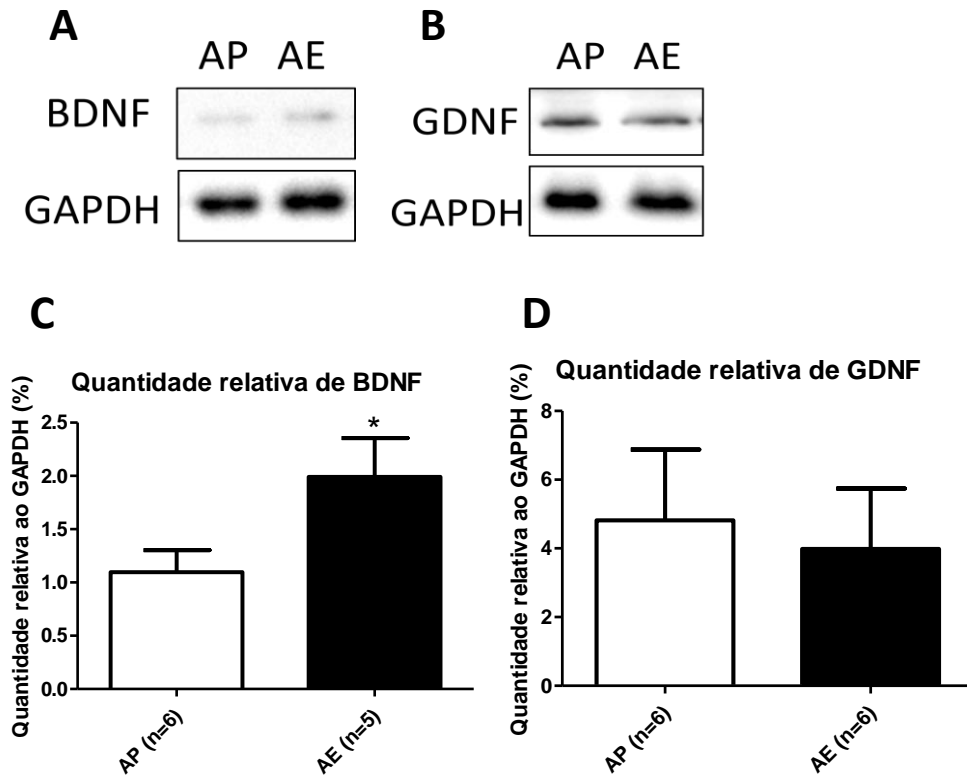 A
AP AE
BDNF
GAPDH
B
AP AE
GDNF
GAPDH
C
Quantidade relativa de BDNF
Quantidade relativa ao GAPDH (%)
2.5
2.0
1.5
1.0
0.5
0.0
*
AP (n=6)
AE (n=5)
D
Quantidade relativa de GDNF
Quantidade relativa ao GAPDH (%)
8
6
4
2
0
AP (n=6)
AE (n=6)